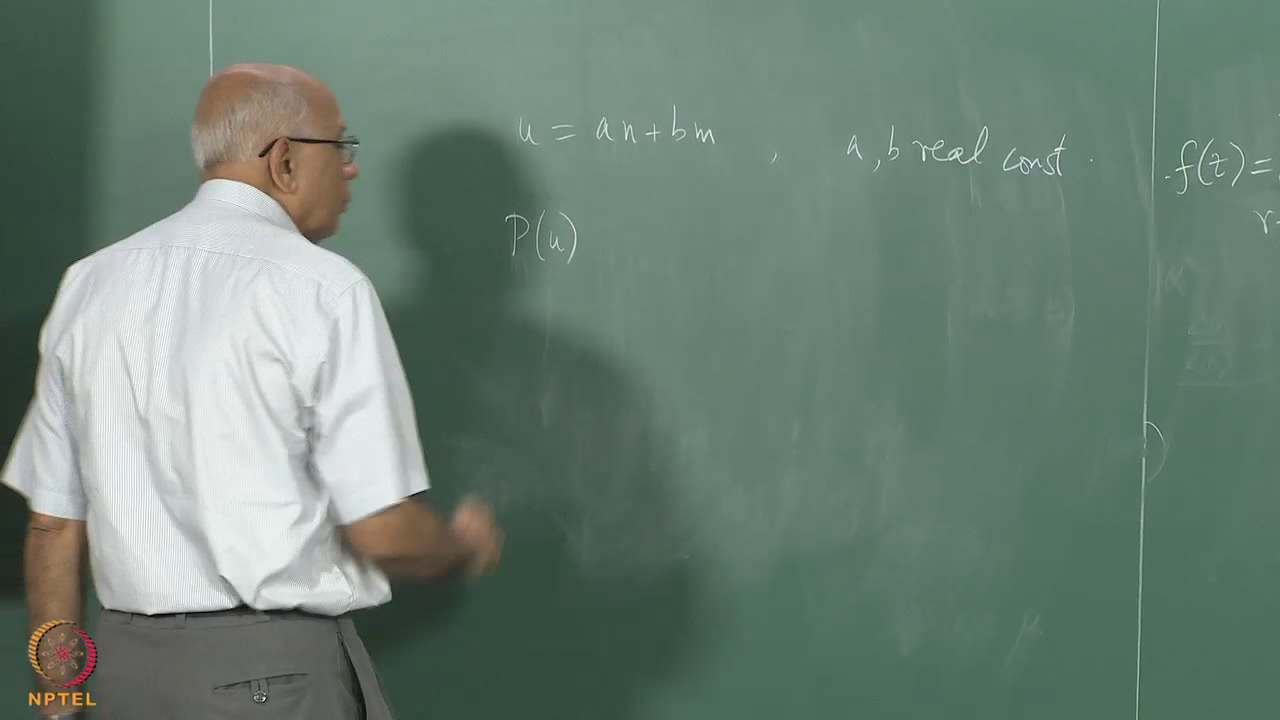 u = an + bm , a, b real const.
P(u)
f(z) =
r
NPTEL